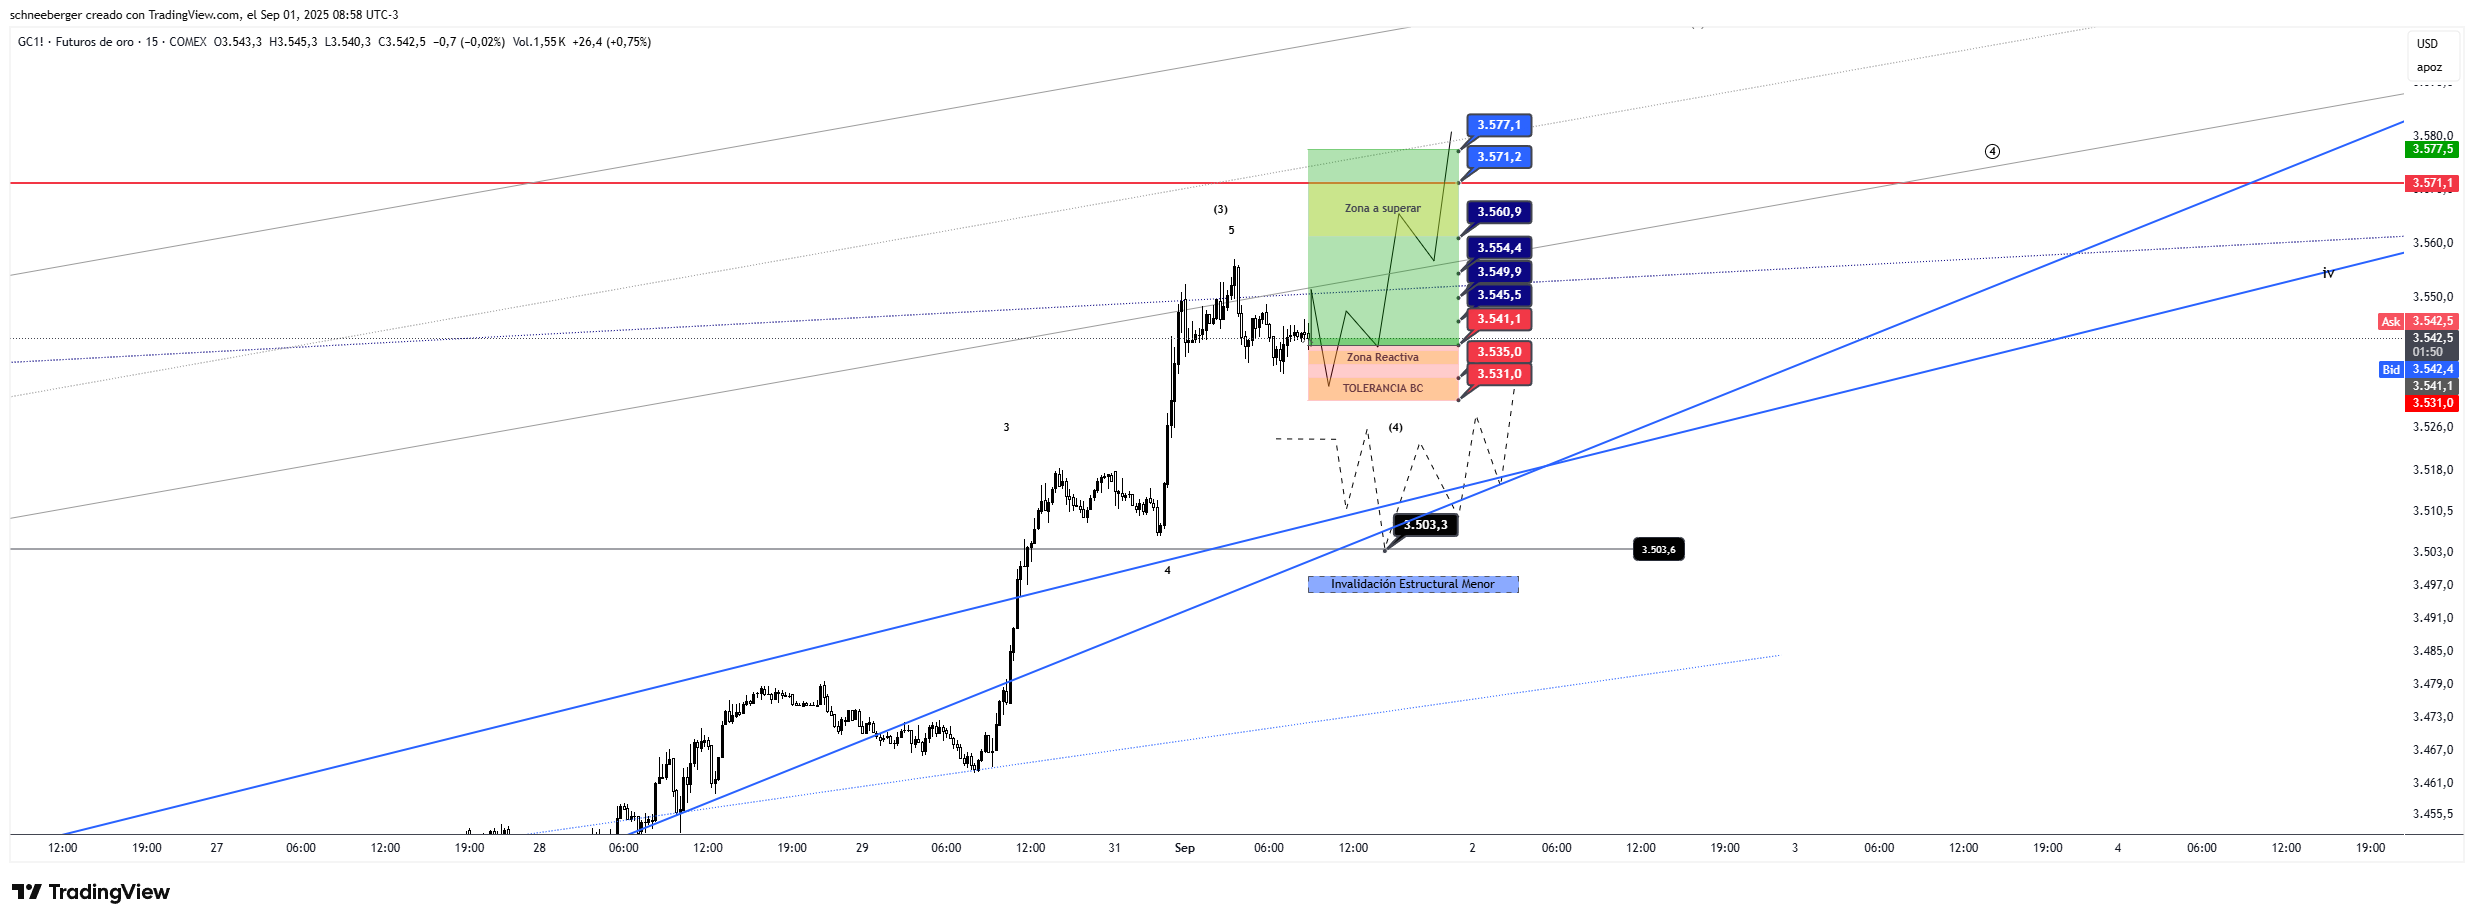 schneeberger creado con TradingView.com, el Sep 01, 2025 08:58 UTC-3
GC1! · Futuros de oro · 15 · COMEX O3.543,3 H3.545,3 L3.540,3 C3.542,5 −0,7 (−0,02%) Vol.1,55 K +26,4 (+0,75%)
USD
apoz
3.577,1
3.580,0
3.577,5
4
3.571,2
3.571,1
(3)
Zona a superar
3.560,9
5
3.560,0
3.554,4
3.549,9
iv
3.545,5
3.550,0
3.541,1
Ask 3.542,5
3.542,5
01:50
Zona Reactiva
3.535,0
Bid 3.542,4
3.531,0
TOLERANCIA BC
3.541,1
3.531,0
3
(4)
3.526,0
3.518,0
3.510,5
3.503,3
3.503,6
3.503,0
4
Invalidación Estructural Menor
3.497,0
3.491,0
3.485,0
3.479,0
3.473,0
3.467,0
3.461,0
3.455,5
12:00 19:00 27 06:00 12:00 19:00 28 06:00 12:00 19:00 29 06:00 12:00 31 Sep 06:00 12:00 2 06:00 12:00 19:00 3 06:00 12:00 19:00 4 06:00 12:00 19:00
TradingView